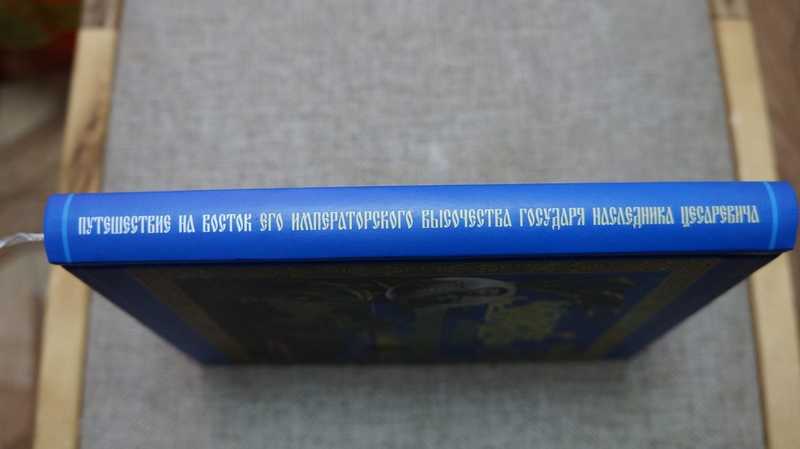 ПУТЕШЕСТВИЕ НА ВОСТОК ЕГО ИМПЕРАТОРСКОГО ВЫСОЧЕСТВА ГОСУДАРЯ НАСЛЕДНИКА ЦЕСАРЕВИЧА